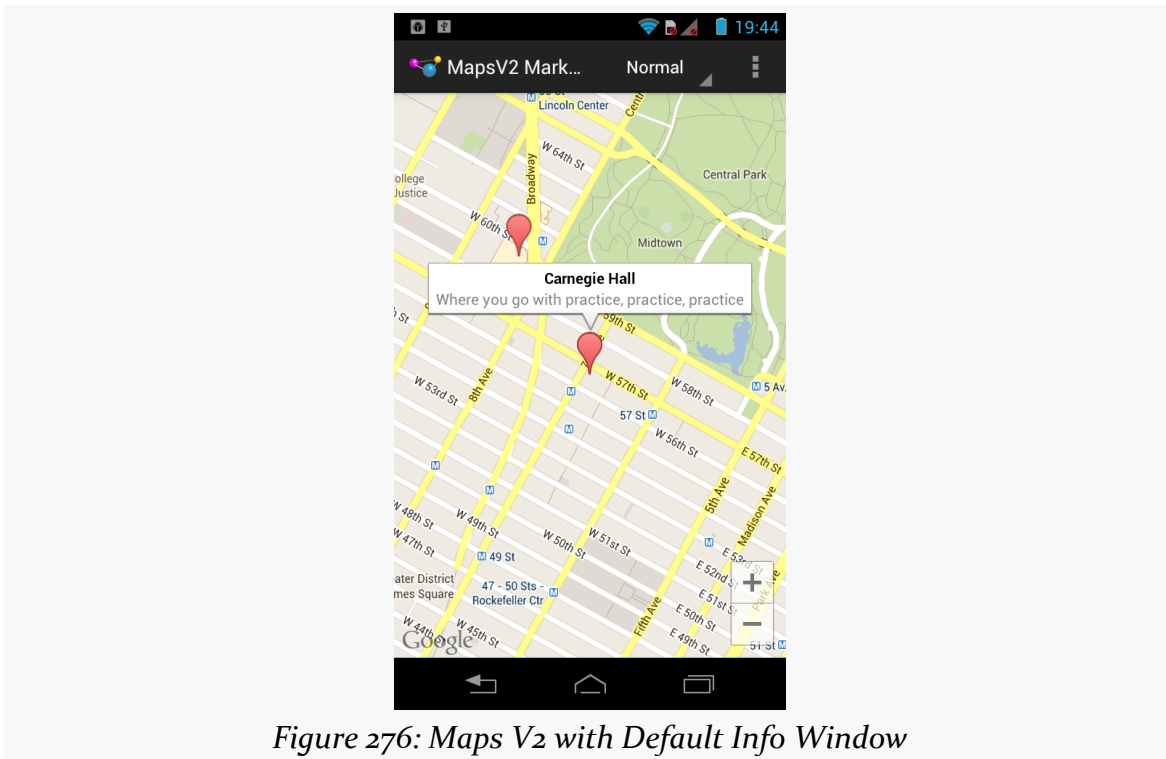 19:44
MapsV2 Mark...
Normal
Lincoln Center
W 64th St
Central Park
ollege
Justice
Broadway
W 60th St
Midtown
Carnegie Hall
Where you go with practice, practice, practice
59th St
W 57th St
W 53rd St
8th Ave
W 58th St
M 5 Av.
57 St M
W 56th St
E 57th St
5th Ave
Madison Ave
W 48th St
W 49th St
W 47th St
W 50th St
W 51st St
M 49 St
E 53rd St
E 52nd St
ater District
mes Square
47 - 50 Sts -
Rockefeller Ctr
E 51st St
Park Ave
E 50th St
Fifth Ave
W 44th St
W 45th St
E 49th St
51 St M
Google
Figure 276: Maps V2 with Default Info Window